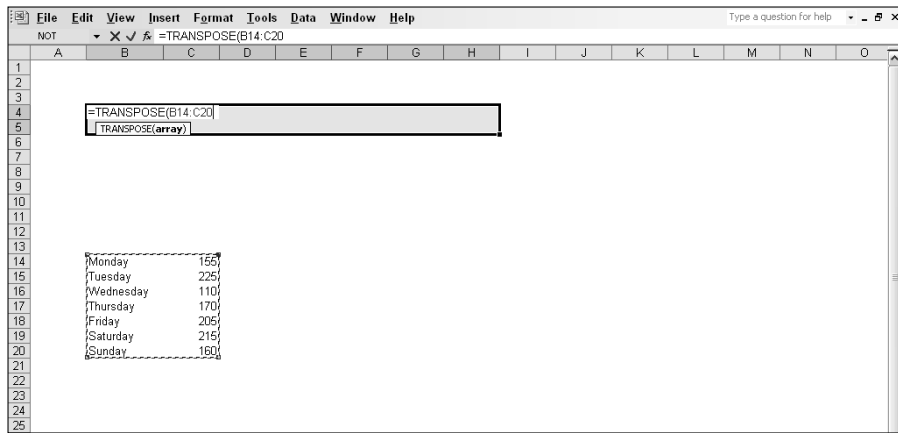 File Edit View Insert Format Tools Data Window Help Type a question for help
NOT fx =TRANSPOSE(B14:C20
A B C D E F G H I J K L M N O
1
2
3
4 =TRANSPOSE(B14:C20
5 TRANSPOSE(array)
6
7
8
9
10
11
12
13
14 Monday 155
15 Tuesday 225
16 Wednesday 110
17 Thursday 170
18 Friday 205
19 Saturday 215
20 Sunday 160
21
22
23
24
25